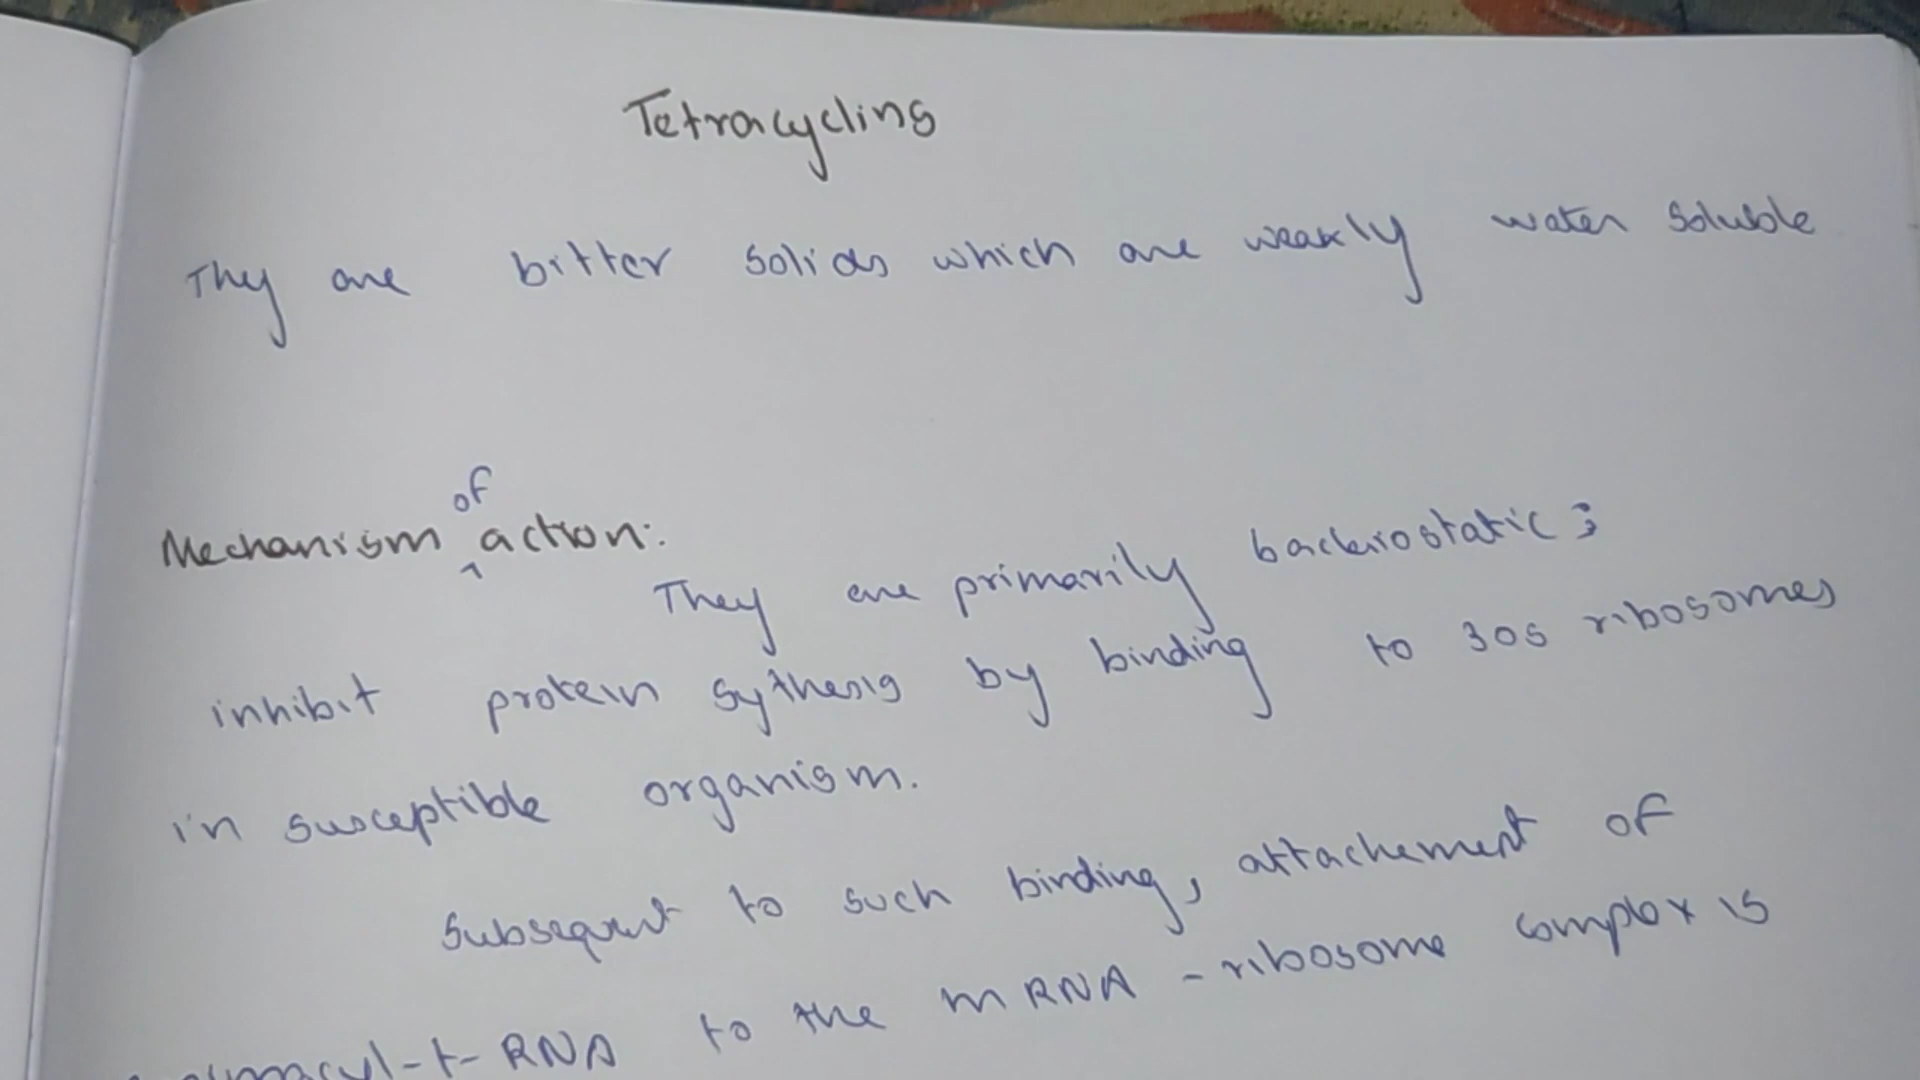 Tetracycling
They are bitter solids which are weakly water soluble
Mechanism of action:
They are primarily bacteriostatic;
inhibit protein sythesis by binding to 30s ribosomes
in susceptible organism.
Subsequent to such binding, attachement of
t-RNA to the mRNA - ribosome complex is